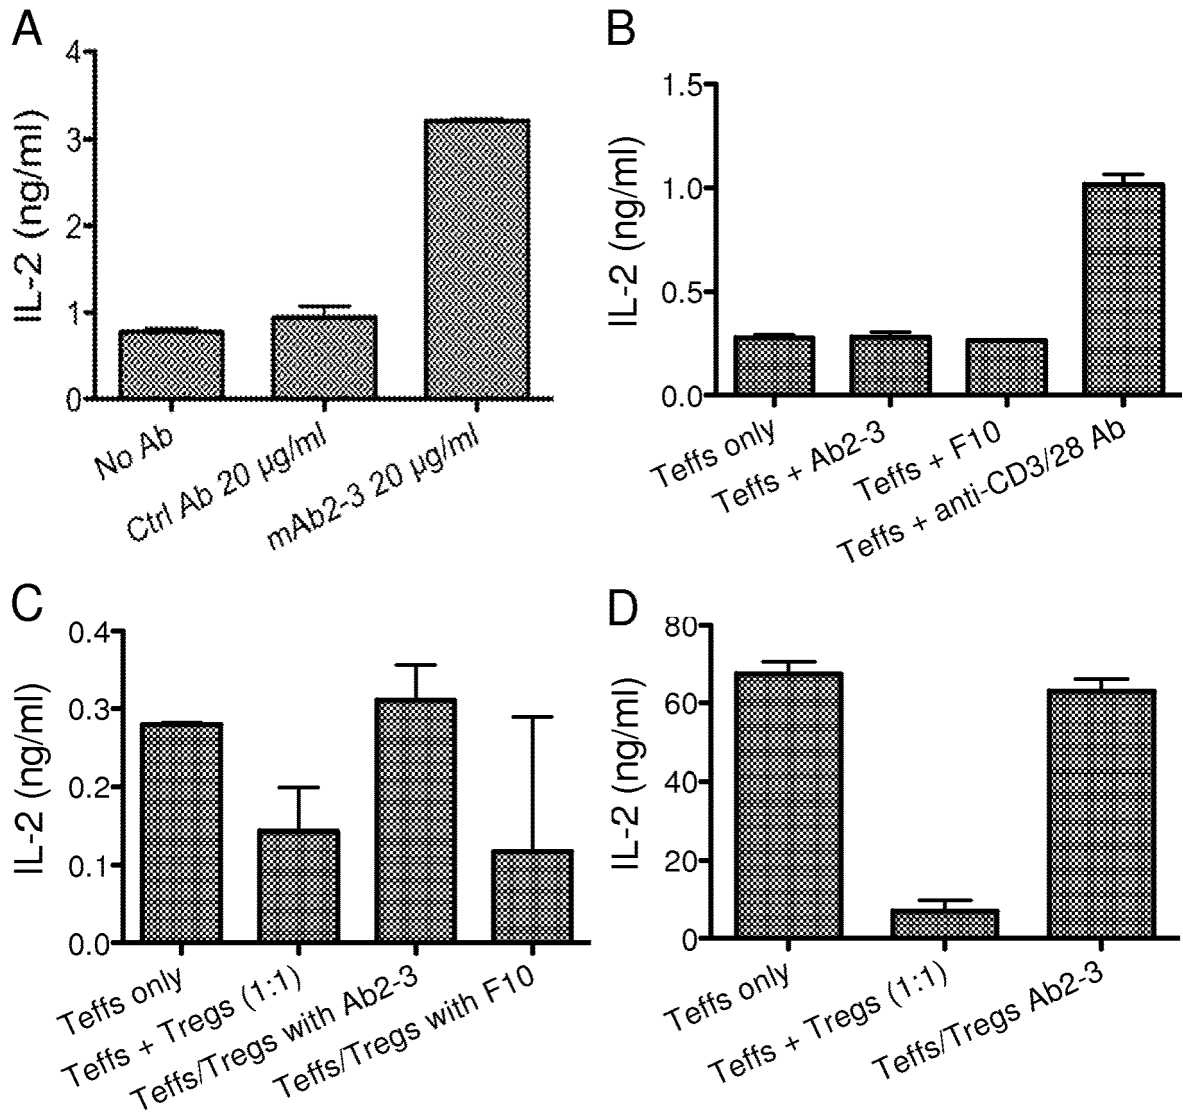 A
IL-2 (ng/ml)
4
3
2
1
0
No Ab
Ctrl Ab 20 µg/ml
mAb2-3 20 µg/ml
B
IL-2 (ng/ml)
1.5
1.0
0.5
0.0
Teffs only
Teffs + Ab2-3
Teffs + F10
Teffs + anti-CD3/28 Ab
C
IL-2 (ng/ml)
0.4
0.3
0.2
0.1
0.0
Teffs only
Teffs + Tregs (1:1)
Teffs/Tregs with Ab2-3
Teffs/Tregs with F10
D
IL-2 (ng/ml)
80
60
40
20
0
Teffs only
Teffs + Tregs (1:1)
Teffs/Tregs Ab2-3